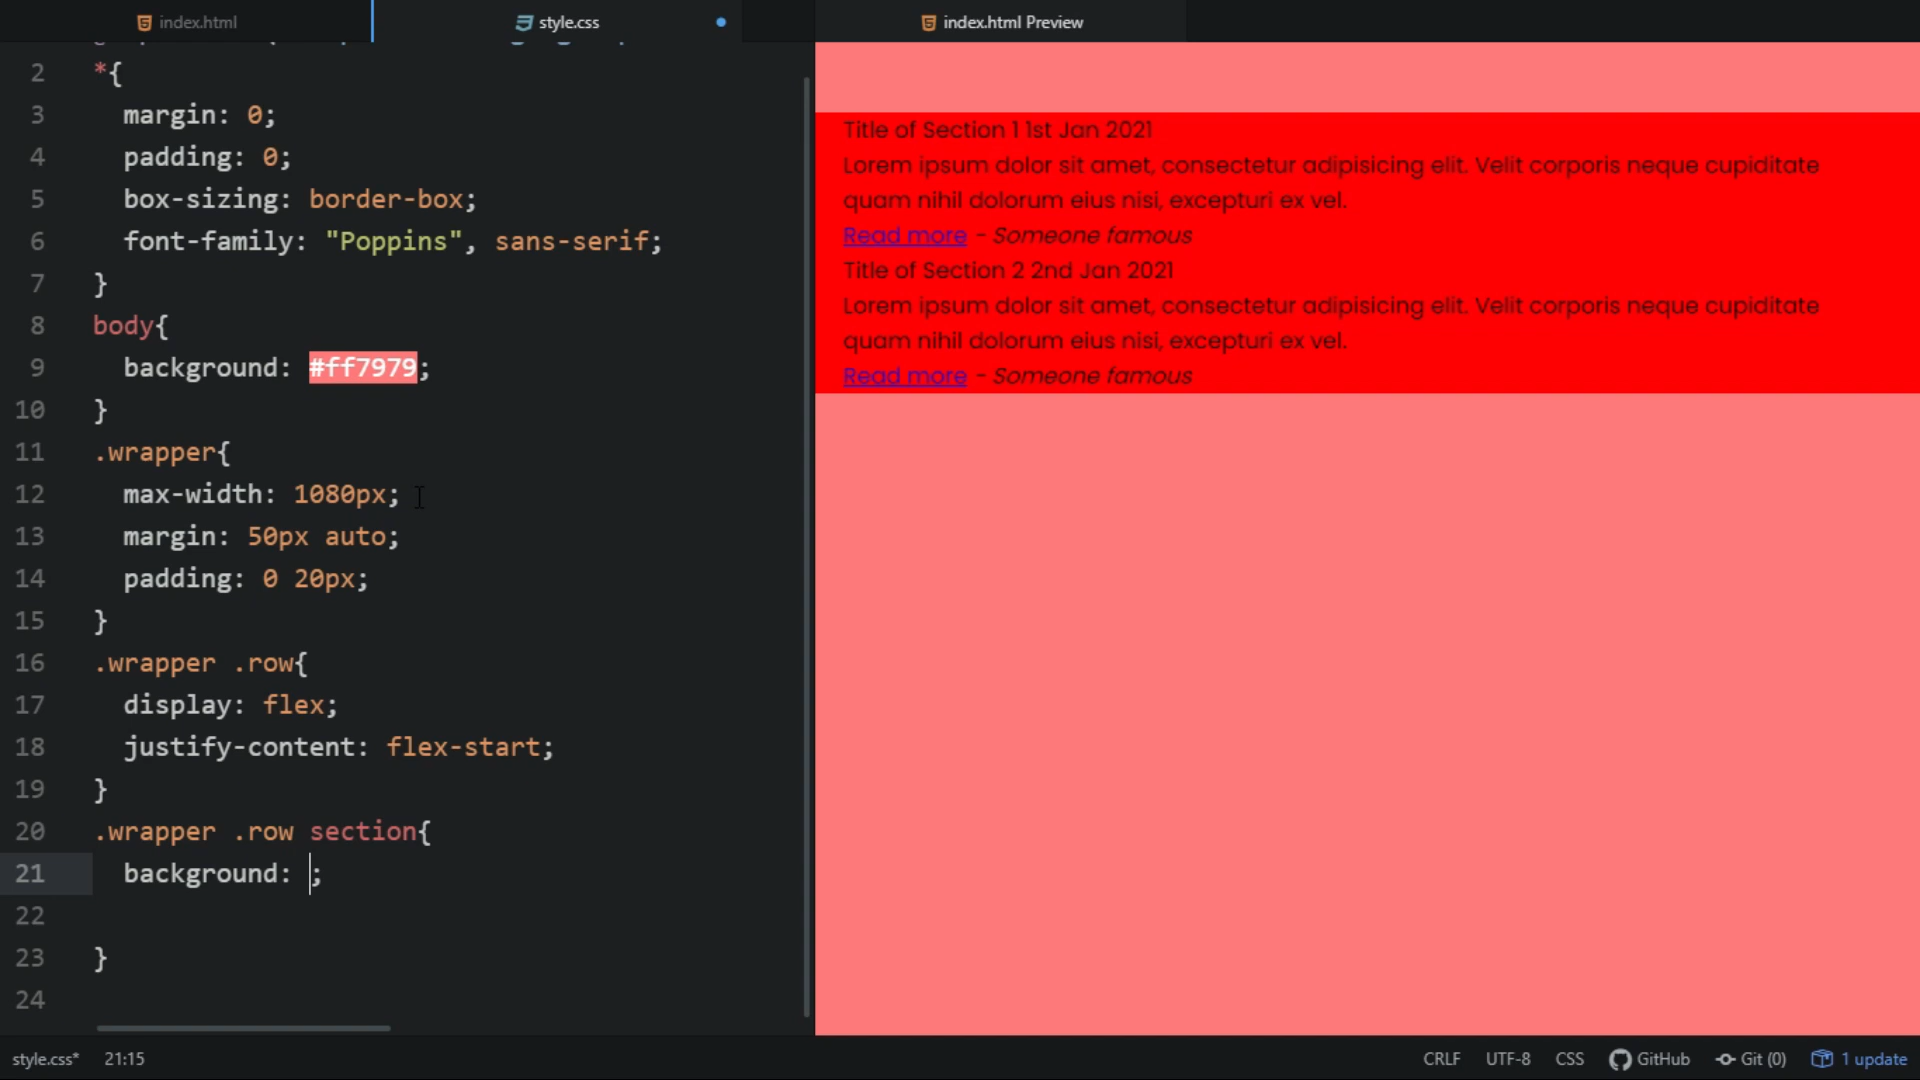 index.html
style.css
index.html Preview
2 *{
3 margin: 0;
4 padding: 0;
5 box-sizing: border-box;
6 font-family: "Poppins", sans-serif;
7 }
8 body{
9 background: #ff7979;
10 }
11 .wrapper{
12 max-width: 1080px;
13 margin: 50px auto;
14 padding: 0 20px;
15 }
16 .wrapper .row{
17 display: flex;
18 justify-content: flex-start;
19 }
20 .wrapper .row section{
21 background: ;
22
23 }
24
Title of Section 1 1st Jan 2021
Lorem ipsum dolor sit amet, consectetur adipisicing elit. Velit corporis neque cupiditate
quam nihil dolorum eius nisi, excepturi ex vel.
Read more - Someone famous
Title of Section 2 2nd Jan 2021
Lorem ipsum dolor sit amet, consectetur adipisicing elit. Velit corporis neque cupiditate
quam nihil dolorum eius nisi, excepturi ex vel.
Read more - Someone famous
style.css* 21:15 CRLF UTF-8 CSS GitHub Git (0) 1 update